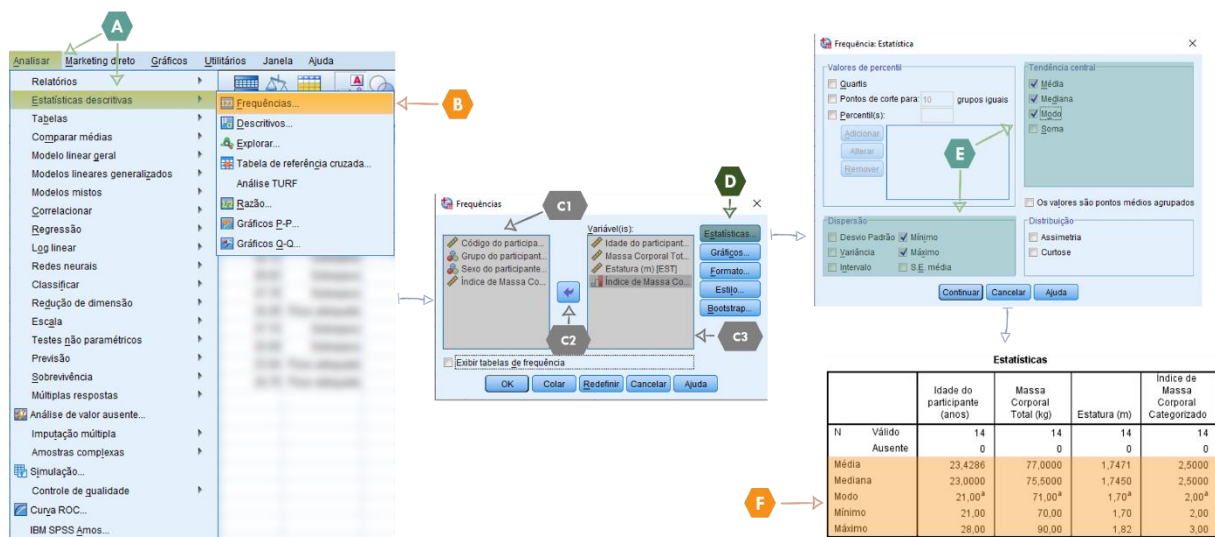 A
Analisar Marketing direto Gráficos Utilitários Janela Ajuda
Relatórios
Estatísticas descritivas
Tabelas
Comparar médias
Modelo linear geral
Modelos lineares generalizados
Modelos mistos
Correlacionar
Regressão
Log linear
Redes neurais
Classificar
Redução de dimensão
Escala
Testes não paramétricos
Previsão
Sobrevivência
Múltiplas respostas
Análise de valor ausente...
Imputação múltipla
Amostras complexas
Simulação...
Controle de qualidade
Curva ROC...
IBM SPSS Amos...
Frequências...
Descritivos...
Explorar...
Tabela de referência cruzada...
Análise TURF
Razão...
Gráficos P-P...
Gráficos Q-Q...
B
Frequências
C1
D
Variável(is):
Código do participa...
Grupo do participant...
Sexo do participante...
Índice de Massa Co...
C2
Idade do participant...
Massa Corporal Tot...
Estatura (m) [EST]
Índice de Massa Co...
C3
Estatísticas...
Gráficos...
Formato...
Estilo...
Bootstrap...
Exibir tabelas de frequência
OK Colar Redefinir Cancelar Ajuda
Frequência: Estatística
Valores de percentil
Quartis
Pontos de corte para: 10 grupos iguais
Percentil(s):
Adicionar
Alterar
Remover
Tendência central
Média
Mediana
Modo
Soma
E
Os valores são pontos médios agrupados
Dispersão
Desvio Padrão Mínimo
Variância Máximo
Intervalo S.E. média
Distribuição
Assimetria
Curtose
Continuar Cancelar Ajuda
Estatísticas
Idade do participante (anos) Massa Corporal Total (kg) Estatura (m) Índice de Massa Corporal Categorizado
N Válido 14 14 14 14
Ausente 0 0 0 0
Média 23,4286 77,0000 1,7471 2,5000
Mediana 23,0000 75,5000 1,7450 2,5000
Modo 21,00ª 71,00ª 1,70ª 2,00ª
Mínimo 21,00 70,00 1,70 2,00
Máximo 28,00 90,00 1,82 3,00
F